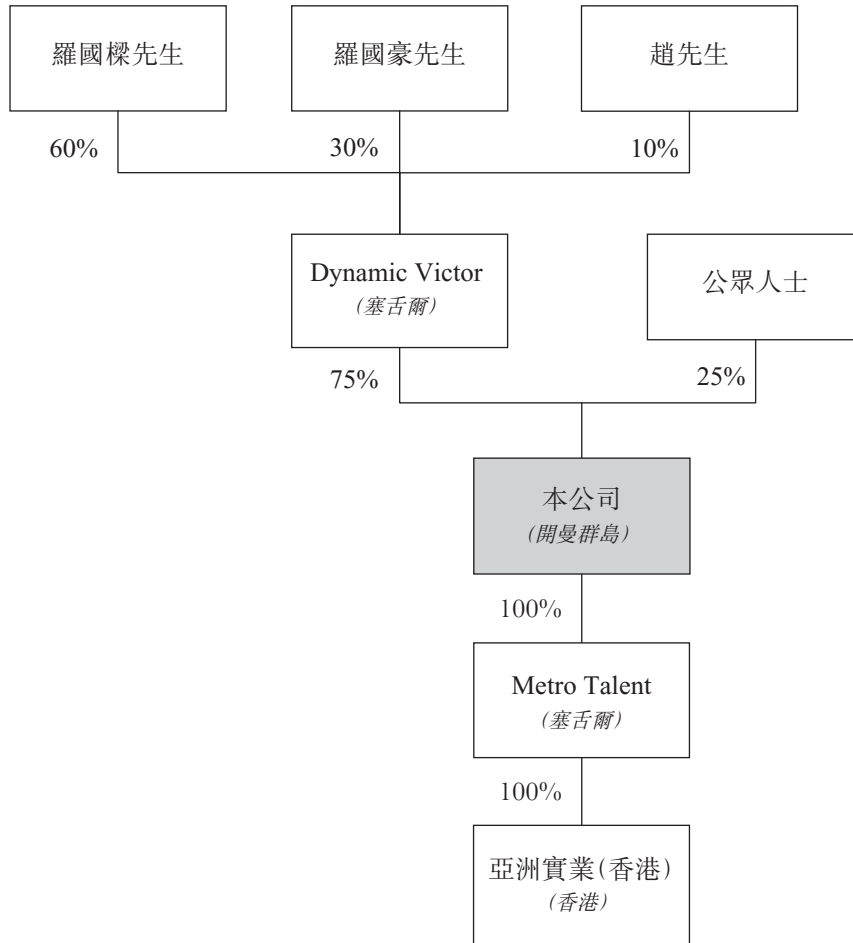 羅國樑先生
羅國豪先生
趙先生
60%
30%
10%
Dynamic Victor
(塞舌爾)
公眾人士
75%
25%
本公司
(開曼群島)
100%
Metro Talent
(塞舌爾)
100%
亞洲實業(香港)
(香港)